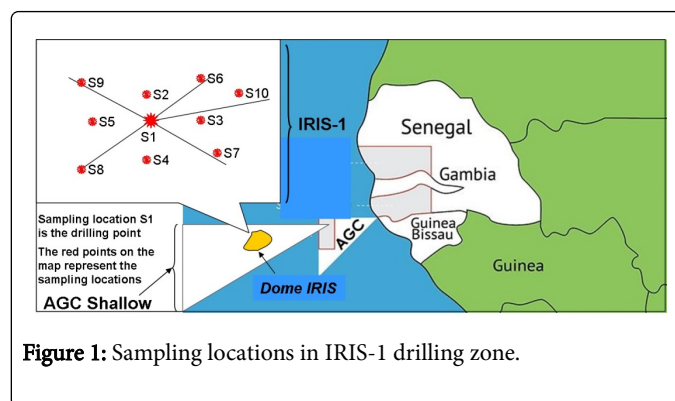 S9
S6
S2
S10
S5
S3
S1
S4
S7
S8
IRIS-1
Senegal
Gambia
Guinea
Bissau
Guinea
AGC
Sampling location S1
is the drilling point
The red points on the
map represent the
sampling locations
AGC Shallow
Dome IRIS
Figure 1: Sampling locations in IRIS-1 drilling zone.